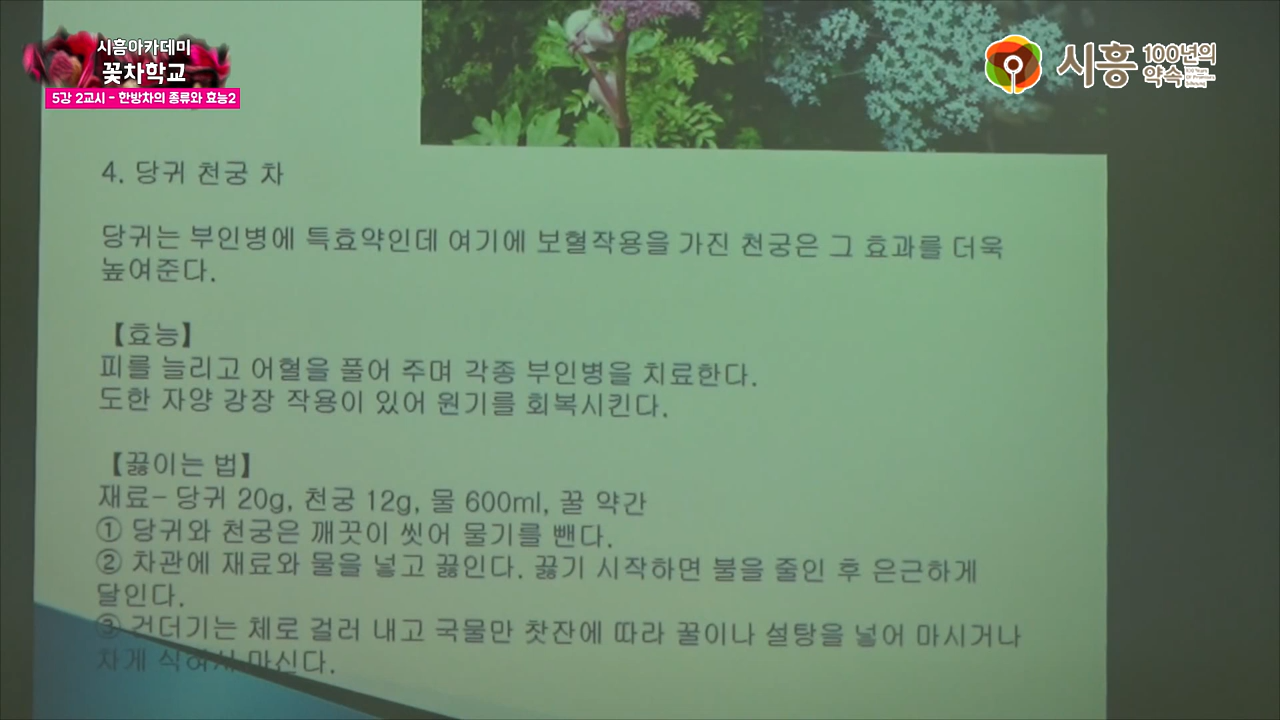 시흥아카데미
꽃차학교
5강 2교시 - 한방차의 종류와 효능2
시흥 100년의
약속
4. 당귀 천궁 차
당귀는 부인병에 특효약인데 여기에 보혈작용을 가진 천궁은 그 효과를 더욱
높여준다.
【효능】
피를 늘리고 어혈을 풀어 주며 각종 부인병을 치료한다.
도한 자양 강장 작용이 있어 원기를 회복시킨다.
【끓이는 법】
재료- 당귀 20g, 천궁 12g, 물 600ml, 꿀 약간
① 당귀와 천궁은 깨끗이 씻어 물기를 뺀다.
② 차관에 재료와 물을 넣고 끓인다. 끓기 시작하면 불을 줄인 후 은근하게
달인다.
③ 건더기는 체로 걸러 내고 국물만 찻잔에 따라 꿀이나 설탕을 넣어 마시거나
차게 식혀서 마신다.